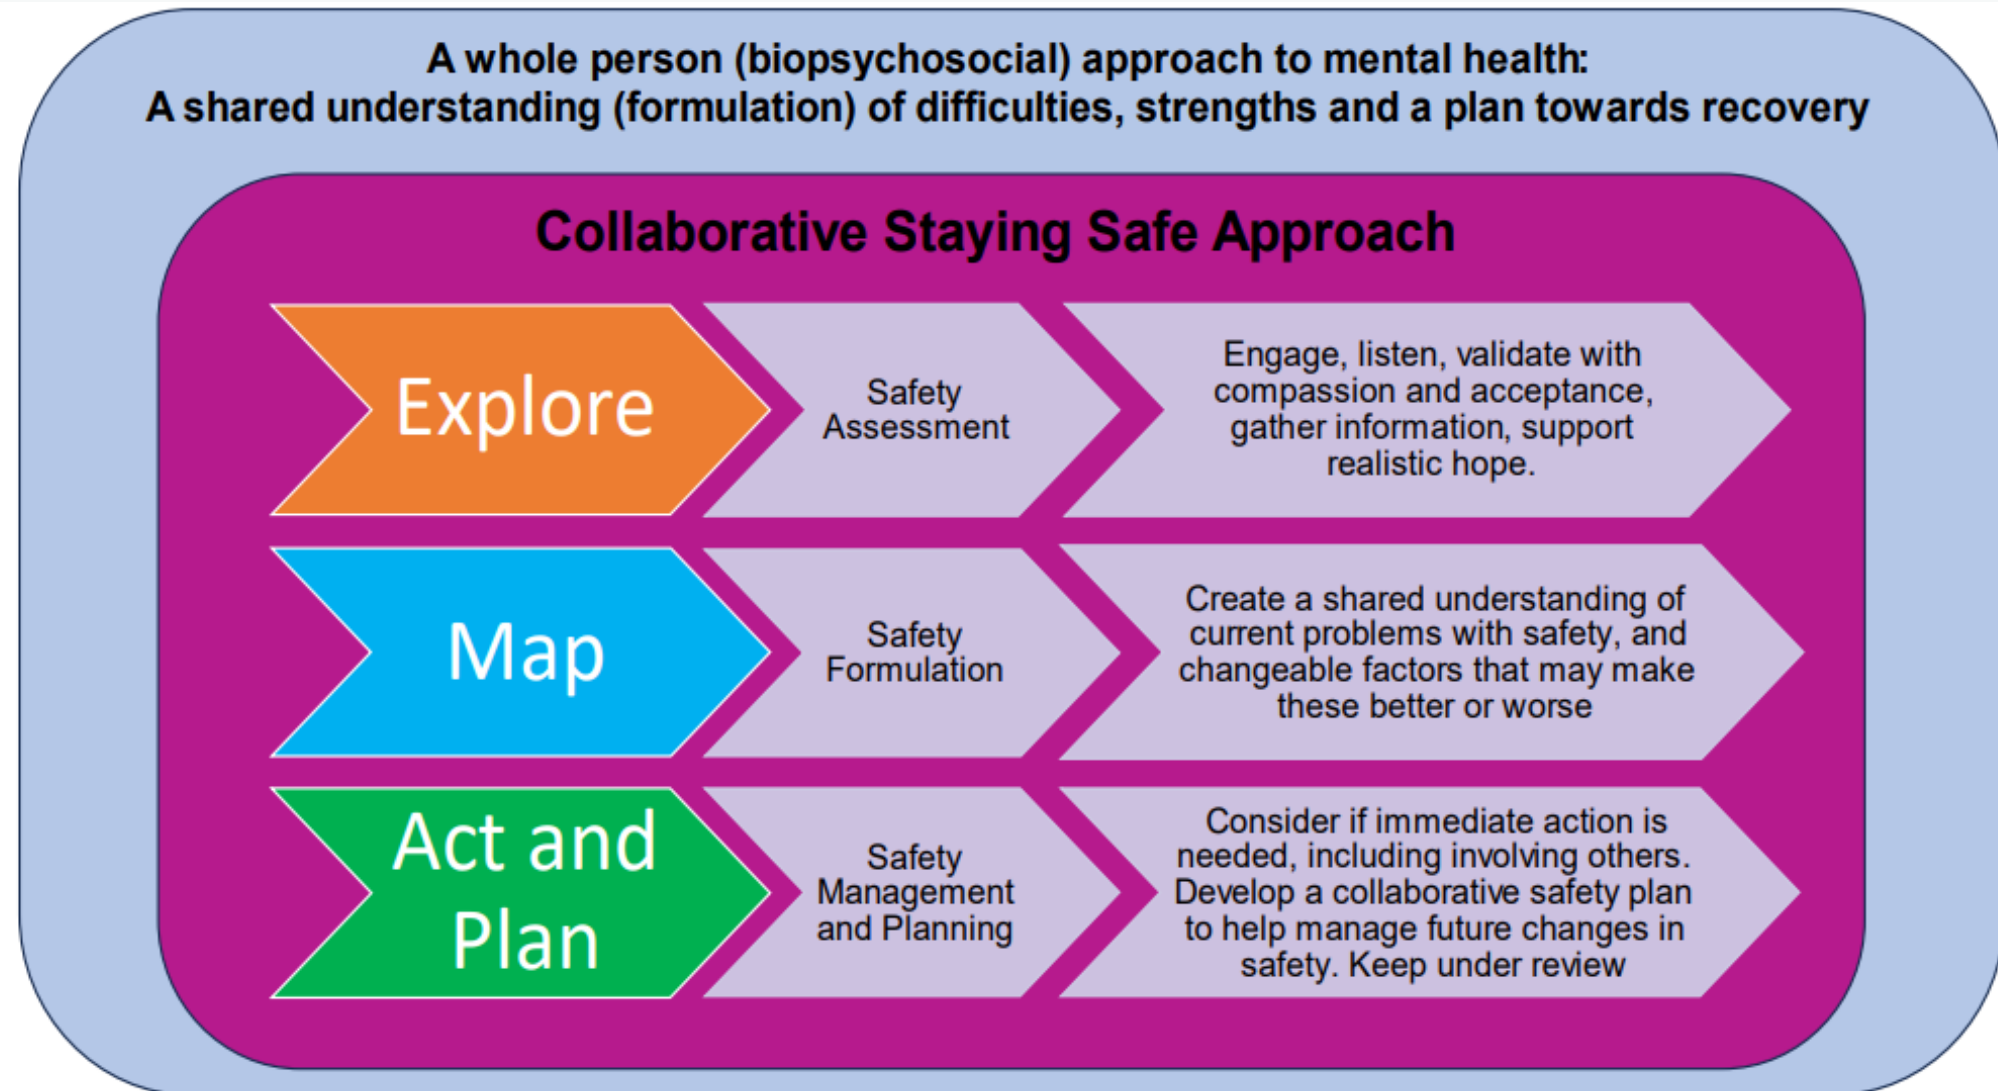 A whole person (biopsychosocial) approach to mental health:
A shared understanding (formulation) of difficulties, strengths and a plan towards recovery
Collaborative Staying Safe Approach
Explore
Safety
Assessment
Engage, listen, validate with
compassion and acceptance,
gather information, support
realistic hope.
Map
Safety
Formulation
Create a shared understanding of
current problems with safety, and
changeable factors that may make
these better or worse
Act and
Plan
Safety
Management
and Planning
Consider if immediate action is
needed, including involving others.
Develop a collaborative safety plan
to help manage future changes in
safety. Keep under review